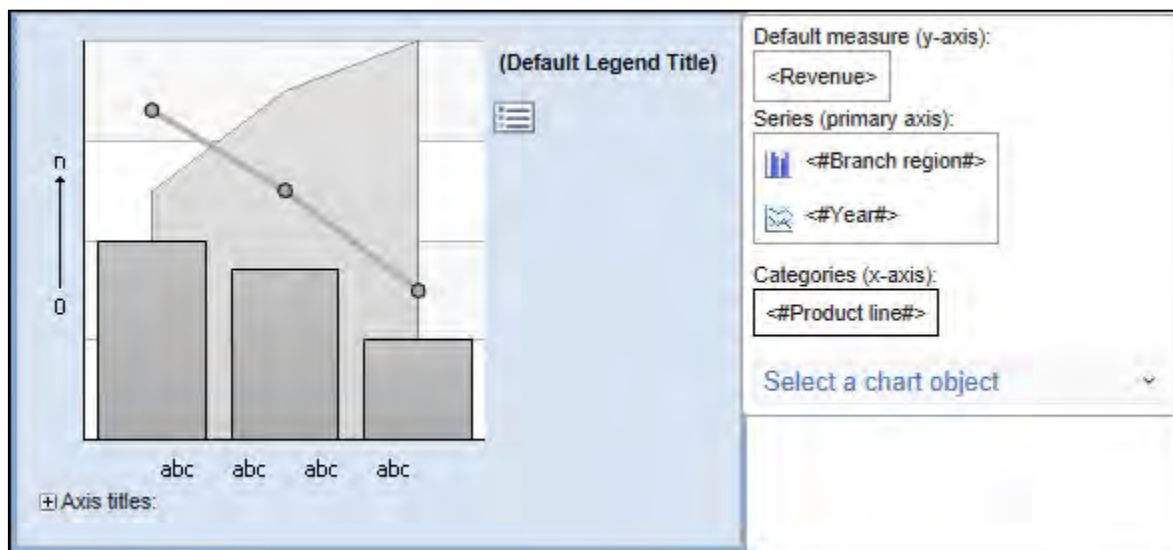 (Default Legend Title)
n
0
abc abc abc abc
Axis titles:
Default measure (y-axis):
<Revenue>
Series (primary axis):
<#Branch region#>
<#Year#>
Categories (x-axis):
<#Product line#>
Select a chart object